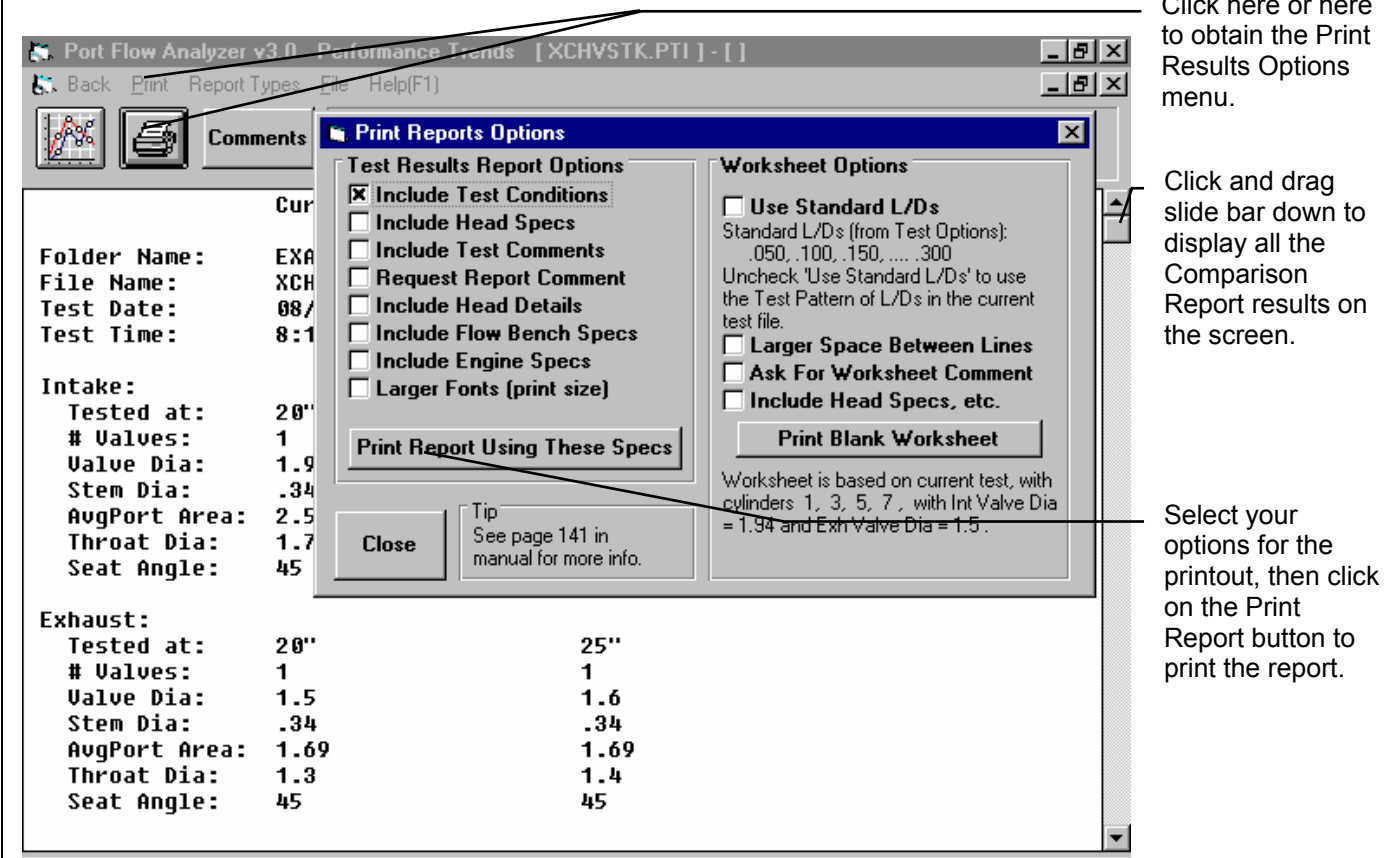 Click here or here
to obtain the Print
Results Options
menu.
Port Flow Analyzer v3.0 Performance Trends [ XCHVSTK.PTI ] - [ ]
Back Print Report Types File Help(F1)
Comments
Print Reports Options
Test Results Report Options
Include Test Conditions
Include Head Specs
Include Test Comments
Request Report Comment
Include Head Details
Include Flow Bench Specs
Include Engine Specs
Larger Fonts (print size)
Print Report Using These Specs
Close
Tip
See page 141 in
manual for more info.
Worksheet Options
Use Standard L/Ds
Standard L/Ds (from Test Options):
.050, .100, .150, .... .300
Uncheck 'Use Standard L/Ds' to use
the Test Pattern of L/Ds in the current
test file.
Larger Space Between Lines
Ask For Worksheet Comment
Include Head Specs, etc.
Print Blank Worksheet
Worksheet is based on current test, with
cylinders 1, 3, 5, 7 , with Int Valve Dia
= 1.94 and Exh Valve Dia = 1.5 .
Cur
Folder Name: EXA
File Name: XCH
Test Date: 08/
Test Time: 8:1
Intake:
Tested at: 20"
# Valves: 1
Valve Dia: 1.9
Stem Dia: .34
AvgPort Area: 2.5
Throat Dia: 1.7
Seat Angle: 45
Exhaust:
Tested at: 20" 25"
# Valves: 1 1
Valve Dia: 1.5 1.6
Stem Dia: .34 .34
AvgPort Area: 1.69 1.69
Throat Dia: 1.3 1.4
Seat Angle: 45 45
Click and drag
slide bar down to
display all the
Comparison
Report results on
the screen.
Select your
options for the
printout, then click
on the Print
Report button to
print the report.